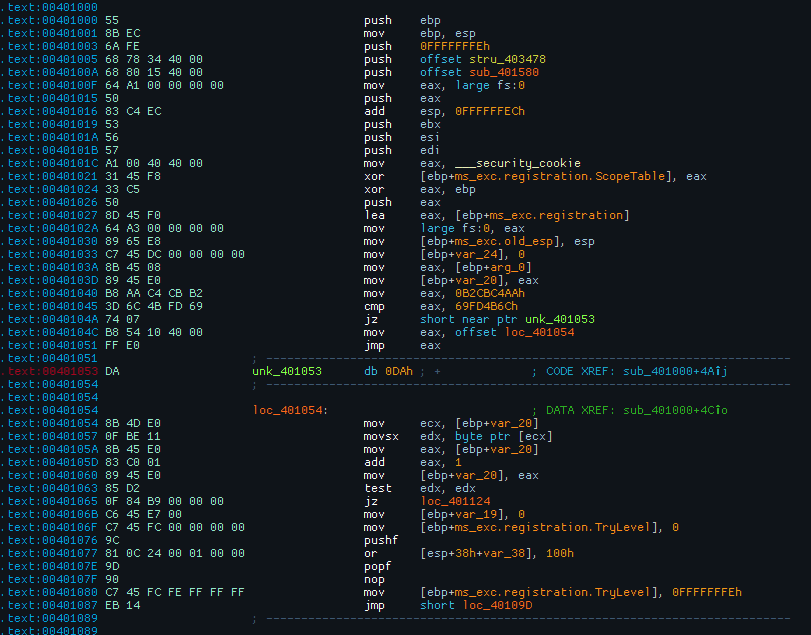 .text:00401000
.text:00401000 55 push ebp
.text:00401001 8B EC mov ebp, esp
.text:00401003 6A FE push 0FFFFFFFEh
.text:00401005 68 78 34 40 00 push offset stru_403478
.text:0040100A 68 80 15 40 00 push offset sub_401580
.text:0040100F 64 A1 00 00 00 00 mov eax, large fs:0
.text:00401015 50 push eax
.text:00401016 83 C4 EC add esp, 0FFFFFFECh
.text:00401019 53 push ebx
.text:0040101A 56 push esi
.text:0040101B 57 push edi
.text:0040101C A1 00 40 40 00 mov eax, ___security_cookie
.text:00401021 31 45 F8 xor [ebp+ms_exc.registration.ScopeTable], eax
.text:00401024 33 C5 xor eax, ebp
.text:00401026 50 push eax
.text:00401027 8D 45 F0 lea eax, [ebp+ms_exc.registration]
.text:0040102A 64 A3 00 00 00 00 mov large fs:0, eax
.text:00401030 89 65 E8 mov [ebp+ms_exc.old_esp], esp
.text:00401033 C7 45 DC 00 00 00 00 mov [ebp+var_24], 0
.text:0040103A 8B 45 08 mov eax, [ebp+arg_0]
.text:0040103D 89 45 E0 mov [ebp+var_20], eax
.text:00401040 B8 AA C4 CB B2 mov eax, 0B2CBC4AAh
.text:00401045 3D 6C 4B FD 69 cmp eax, 69FD4B6Ch
.text:0040104A 74 07 jz short near ptr unk_401053
.text:0040104C B8 54 10 40 00 mov eax, offset loc_401054
.text:00401051 FF E0 jmp eax
.text:00401051 ; ---------------------------------------------------------------------------
.text:00401053 DA unk_401053 db 0DAh ; + ; CODE XREF: sub_401000+4A↑j
.text:00401054 ; ---------------------------------------------------------------------------
.text:00401054
.text:00401054 loc_401054: ; DATA XREF: sub_401000+4C↑o
.text:00401054 8B 4D E0 mov ecx, [ebp+var_20]
.text:00401057 0F BE 11 movsx edx, byte ptr [ecx]
.text:0040105A 8B 45 E0 mov eax, [ebp+var_20]
.text:0040105D 83 C0 01 add eax, 1
.text:00401060 89 45 E0 mov [ebp+var_20], eax
.text:00401063 85 D2 test edx, edx
.text:00401065 0F 84 B9 00 00 00 jz loc_401124
.text:0040106B C6 45 E7 00 mov [ebp+var_19], 0
.text:0040106F C7 45 FC 00 00 00 00 mov [ebp+ms_exc.registration.TryLevel], 0
.text:00401076 9C pushf
.text:00401077 81 0C 24 00 01 00 00 or [esp+38h+var_38], 100h
.text:0040107E 9D popf
.text:0040107F 90 nop
.text:00401080 C7 45 FC FE FF FF FF mov [ebp+ms_exc.registration.TryLevel], 0FFFFFFFEh
.text:00401087 EB 14 jmp short loc_40109D
.text:00401089 ; ---------------------------------------------------------------------------
.text:00401089